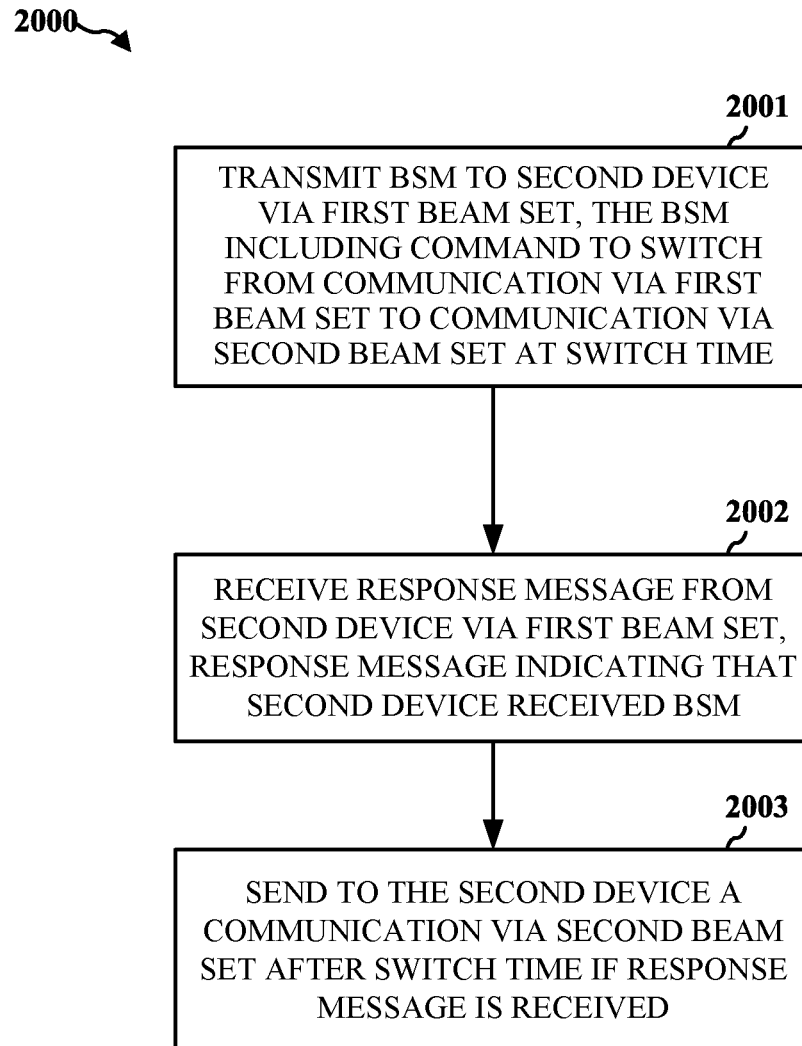 2000
2001
TRANSMIT BSM TO SECOND DEVICE
VIA FIRST BEAM SET, THE BSM
INCLUDING COMMAND TO SWITCH
FROM COMMUNICATION VIA FIRST
BEAM SET TO COMMUNICATION VIA
SECOND BEAM SET AT SWITCH TIME
2002
RECEIVE RESPONSE MESSAGE FROM
SECOND DEVICE VIA FIRST BEAM SET,
RESPONSE MESSAGE INDICATING THAT
SECOND DEVICE RECEIVED BSM
2003
SEND TO THE SECOND DEVICE A
COMMUNICATION VIA SECOND BEAM
SET AFTER SWITCH TIME IF RESPONSE
MESSAGE IS RECEIVED